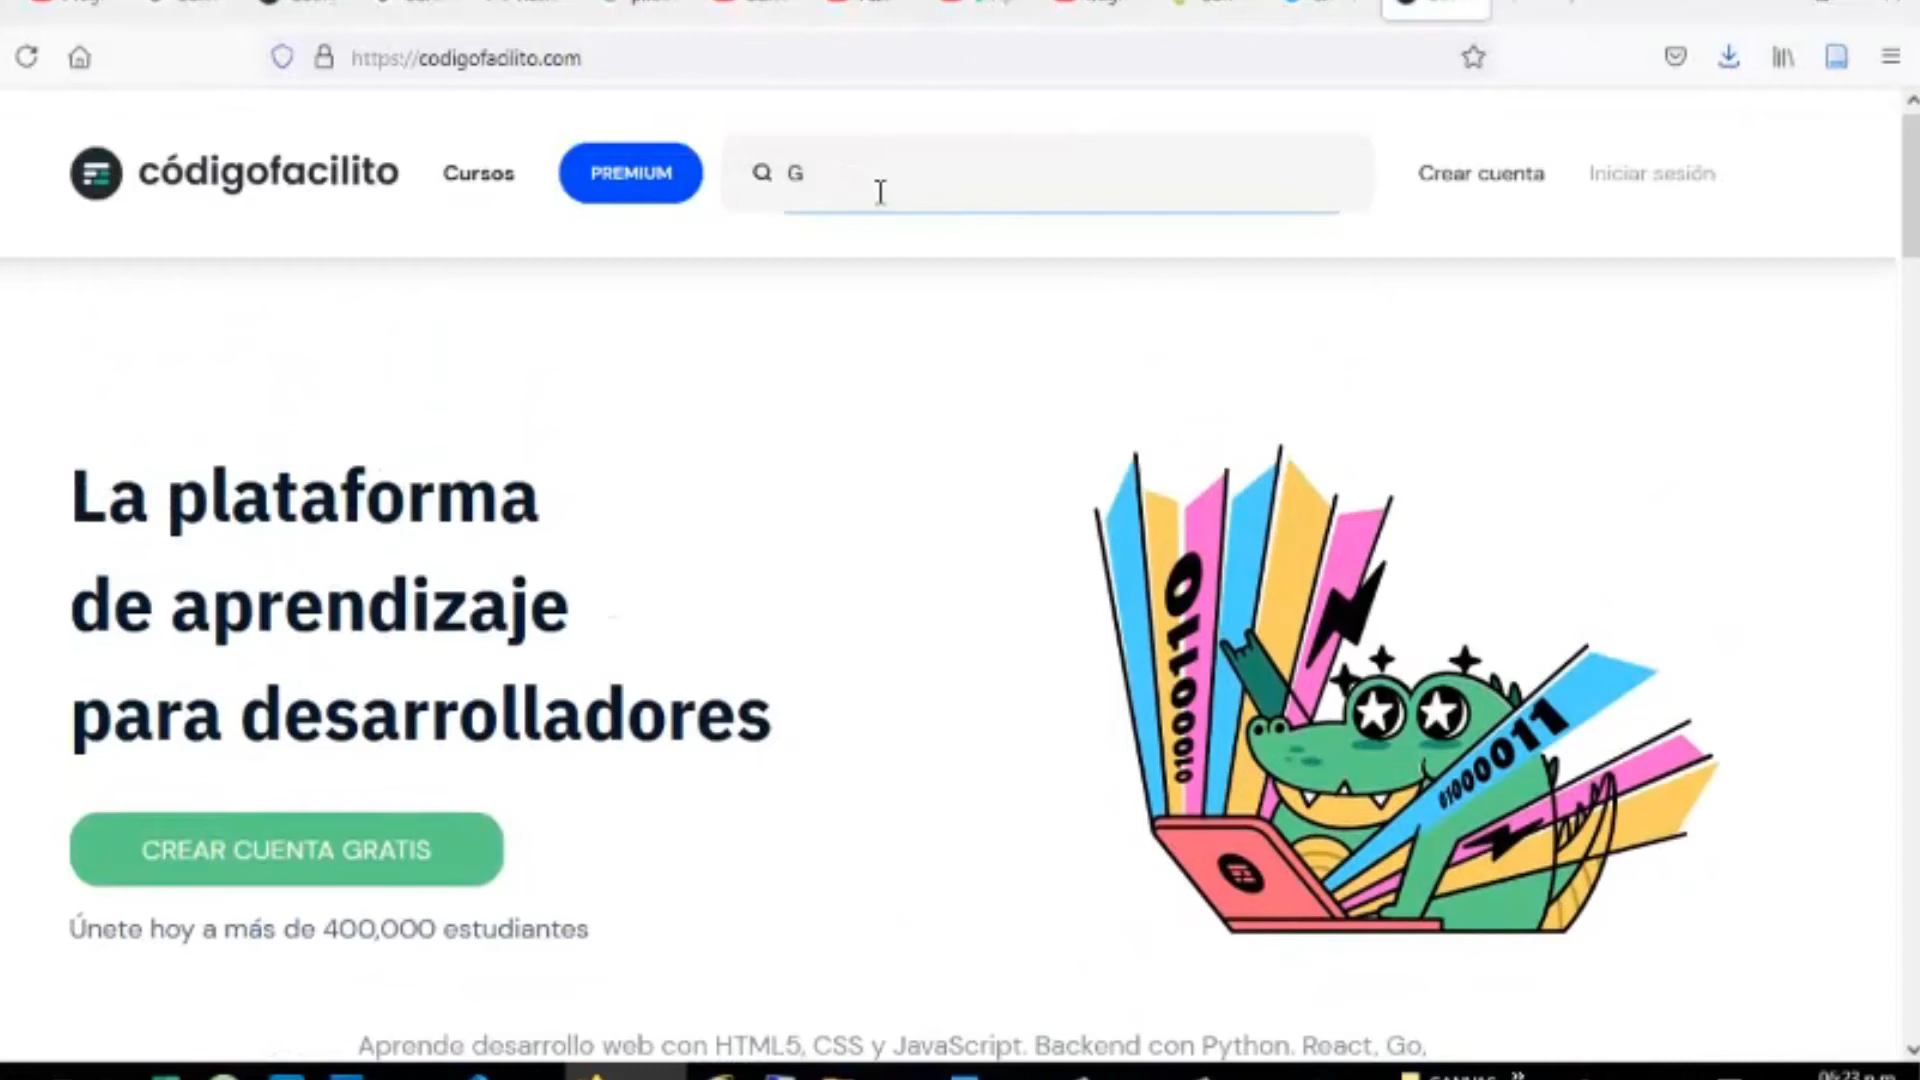 https://codigofacilito.com
códigofacilito
Cursos
PREMIUM
G
Crear cuenta
Iniciar sesión
La plataforma
de aprendizaje
para desarrolladores
01000110
01000011
CREAR CUENTA GRATIS
Únete hoy a más de 400,000 estudiantes
Aprende desarrollo web con HTML5, CSS y JavaScript. Backend con Python. React, Go,